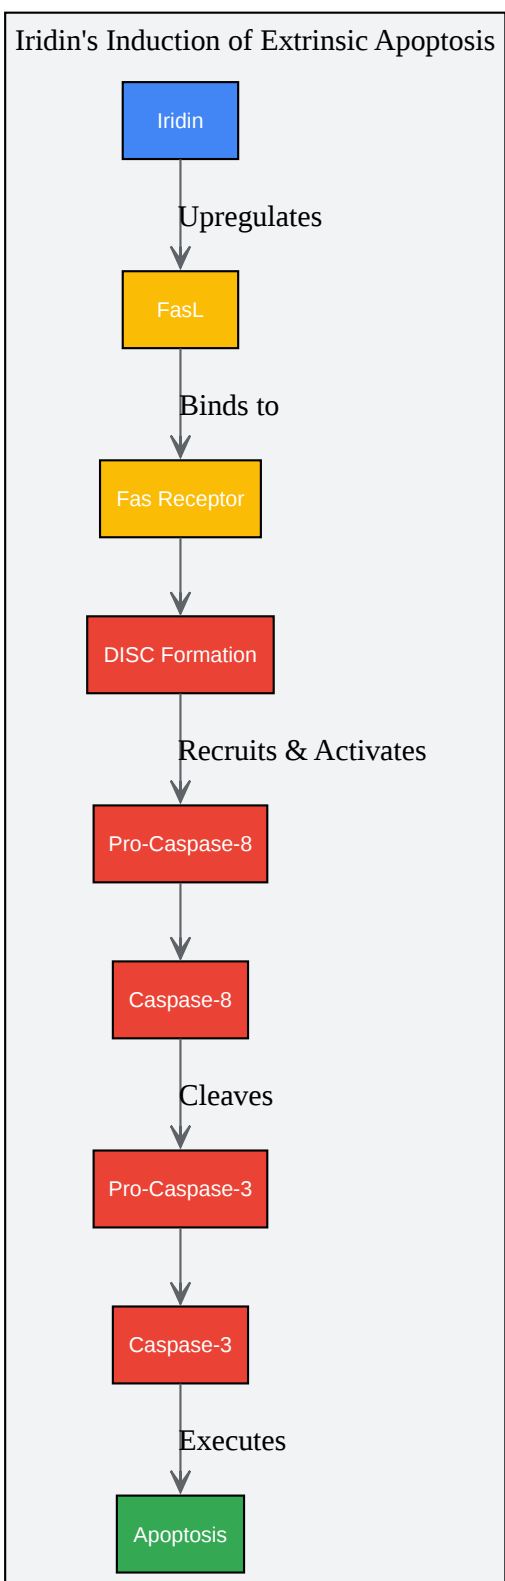 Iridin's Induction of Extrinsic Apoptosis
Iridin
Upregulates
FasL
Binds to
Fas Receptor
DISC Formation
Recruits & Activates
Pro-Caspase-8
Caspase-8
Cleaves
Pro-Caspase-3
Caspase-3
Executes
Apoptosis